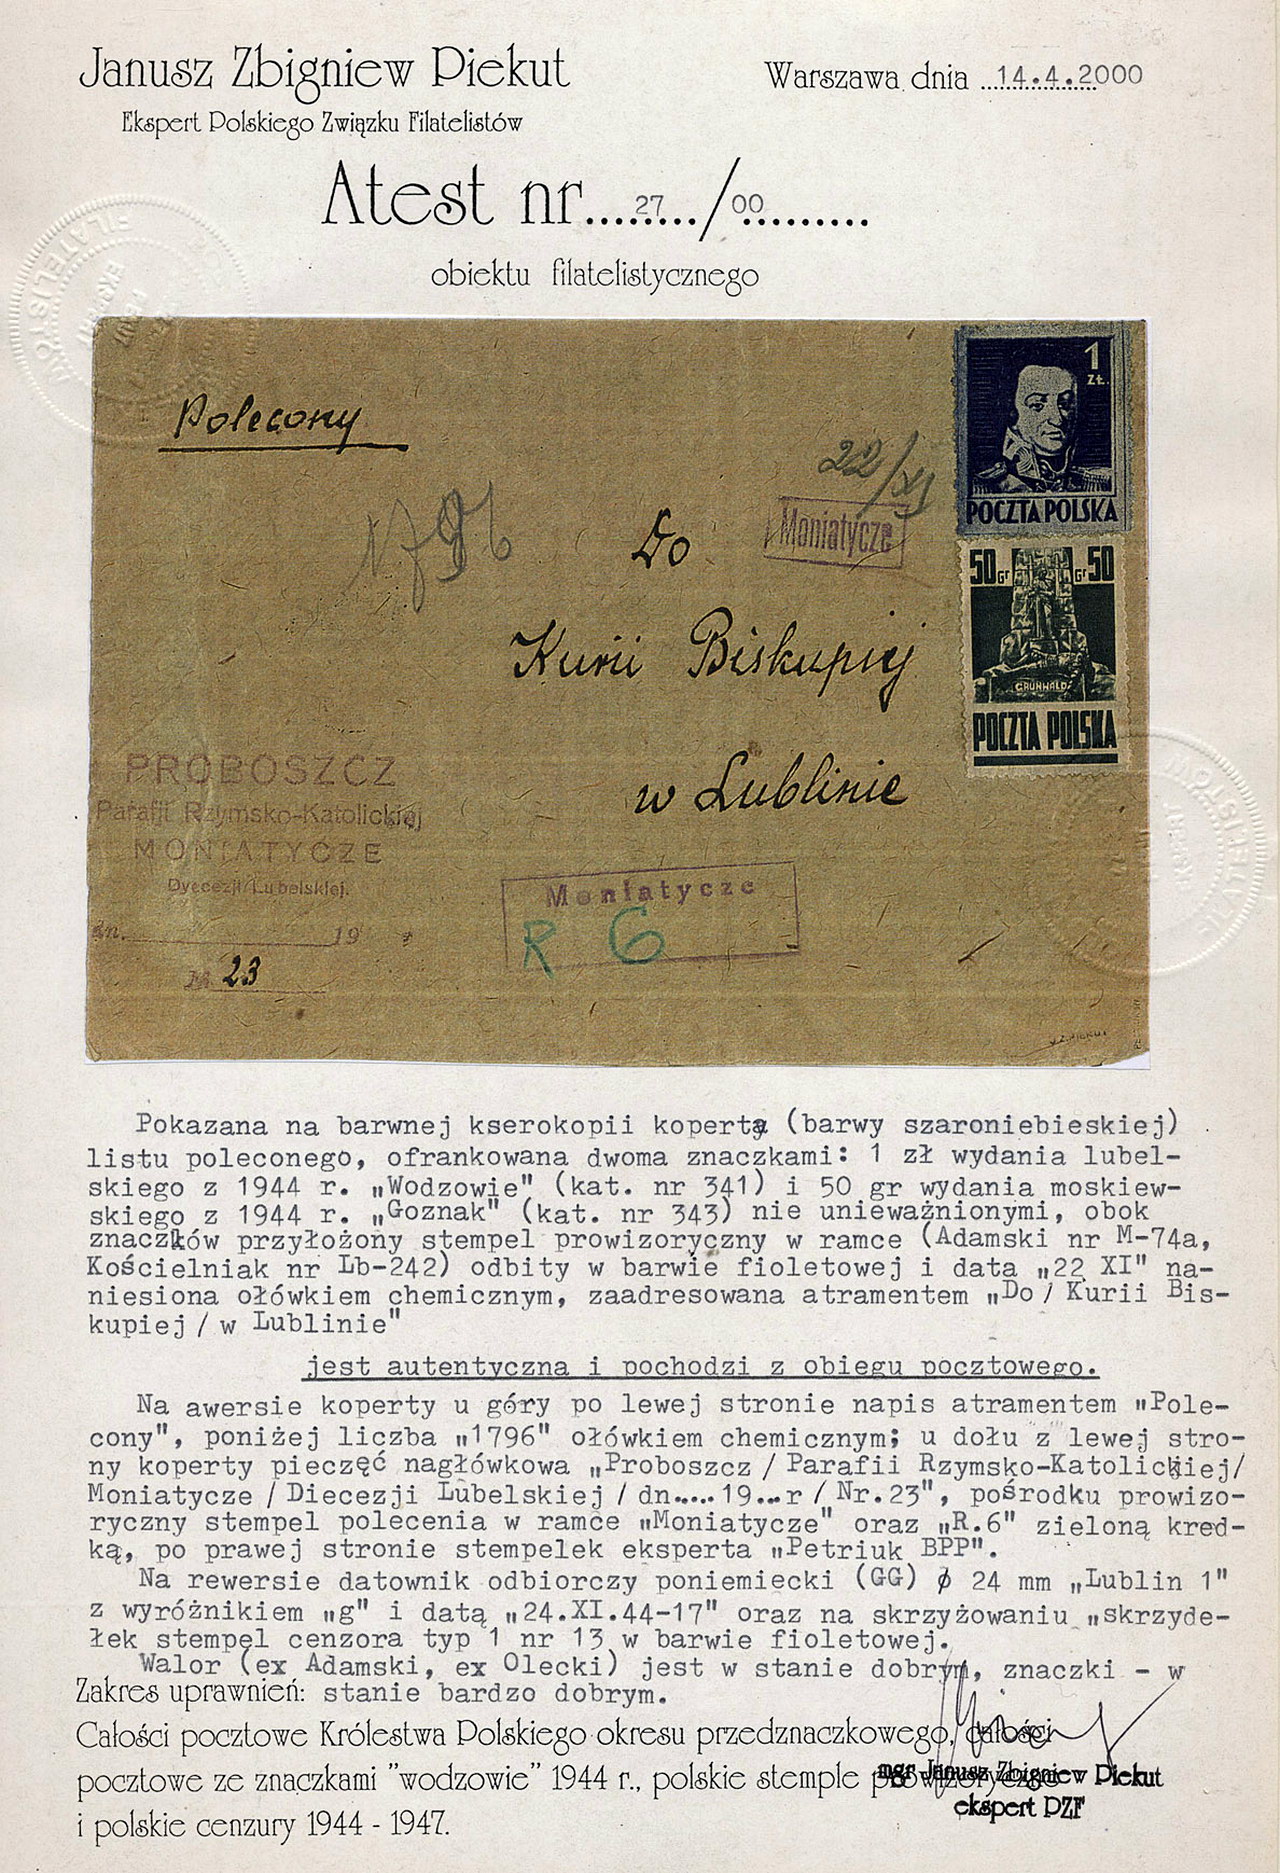 Janusz Zbigniew Piekut
Warszawa dnia 14.4.2000
Ekspert Polskiego Związku Filatelistów
Atest nr....27..../00.........
obiektu filatelistycznego
Polecony
1796
22/XI
Moniatycze
Do
Kurii Biskupiej
w Lublinie
1
ZŁ.
POCZTA POLSKA
50 Gr Gr 50
GRUNWALD
POCZTA POLSKA
PROBOSZCZ
Parafji Rzymsko-Katolickiej
MONIATYCZE
Dyecezji Lubelskiej.
dn. 19
23
Moniatycze
R 6
Pokazana na barwnej kserokopii koperta (barwy szaroniebieskiej)
listu poleconego, ofrankowana dwoma znaczkami: 1 zł wydania lubel-
skiego z 1944 r. „Wodzowie" (kat. nr 341) i 50 gr wydania moskiew-
skiego z 1944 r. „Goznak" (kat. nr 343) nie unieważnionymi, obok
znaczków przyłożony stempel prowizoryczny w ramce (Adamski nr M-74a,
Kościelniak nr Lb-242) odbity w barwie fioletowej i data „22 XI" na-
niesiona ołówkiem chemicznym, zaadresowana atramentem „Do / Kurii Bis-
kupiej / w Lublinie"
jest autentyczna i pochodzi z obiegu pocztowego.
Na awersie koperty u góry po lewej stronie napis atramentem „Pole-
cony", poniżej liczba „1796" ołówkiem chemicznym; u dołu z lewej stro-
ny koperty pieczęć nagłówkowa „Proboszcz / Parafii Rzymsko-Katolickiej/
Moniatycze / Diecezji Lubelskiej / dn..... 19...r / Nr.23", pośrodku prowizo-
ryczny stempel polecenia w ramce „Moniatycze" oraz „R.6" zieloną kred-
ką, po prawej stronie stempelek eksperta „Petriuk BPP".
Na rewersie datownik odbiorczy poniemiecki (GG) ø 24 mm „Lublin 1"
z wyróżnikiem „g" i datą „24.XI.44-17" oraz na skrzyżowaniu „skrzyde-
łek stempel cenzora typ 1 nr 13 w barwie fioletowej.
Walor (ex Adamski, ex Olecki) jest w stanie dobrym, znaczki - w
Zakres uprawnień: stanie bardzo dobrym.
Całości pocztowe Królestwa Polskiego okresu przedznaczkowego, całości
pocztowe ze znaczkami "wodzowie" 1944 r., polskie stemple prowizoryczne
mgr Janusz Zbigniew Piekut
ekspert PZF
i polskie cenzury 1944 - 1947.